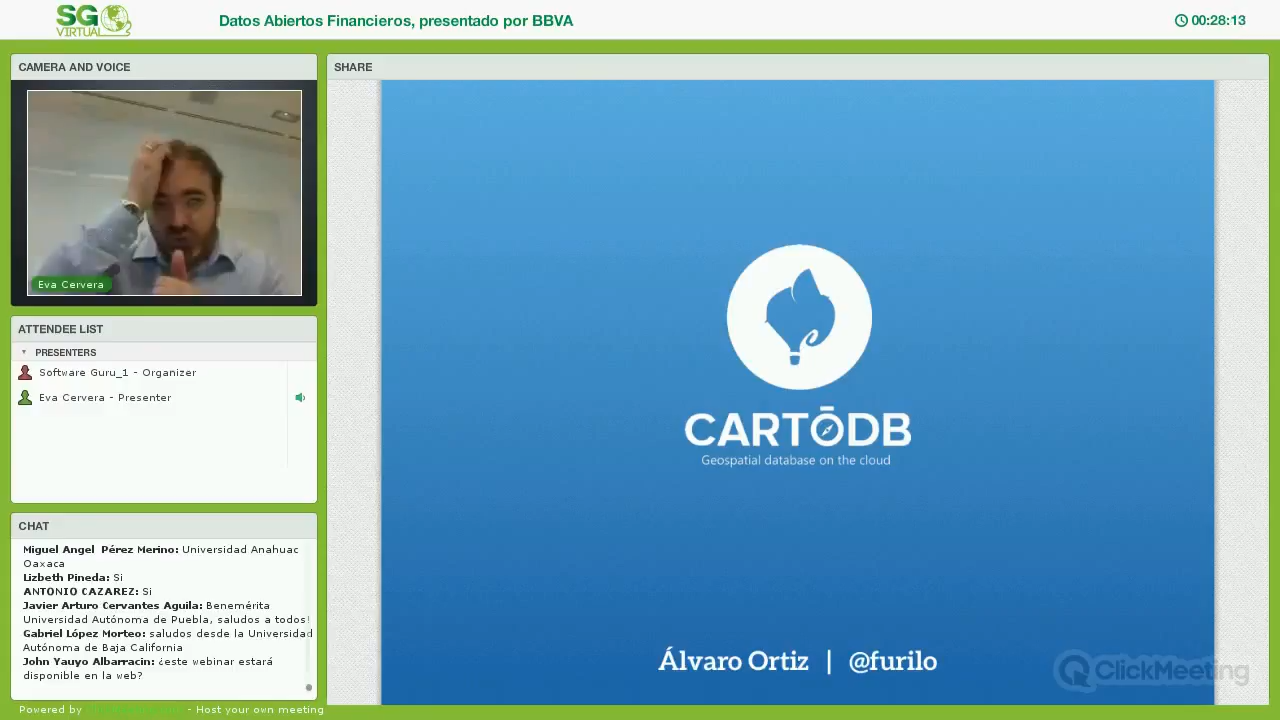 SG
VIRTUAL
Datos Abiertos Financieros, presentado por BBVA
00:28:13
CAMERA AND VOICE
Eva Cervera
ATTENDEE LIST
PRESENTERS
Software Guru_1 - Organizer
Eva Cervera - Presenter
CHAT
Miguel Angel Pérez Merino: Universidad Anahuac
Oaxaca
Lizbeth Pineda: Si
ANTONIO CAZAREZ: Si
Javier Arturo Cervantes Aguila: Benemérita
Universidad Autónoma de Puebla, saludos a todos!
Gabriel López Morteo: saludos desde la Universidad
Autónoma de Baja California
John Yauyo Albarracin: ¿este webinar estará
disponible en la web?
Powered by - Host your own meeting
SHARE
CARTODB
Geospatial database on the cloud
Álvaro Ortiz | @furilo
ClickMeeting